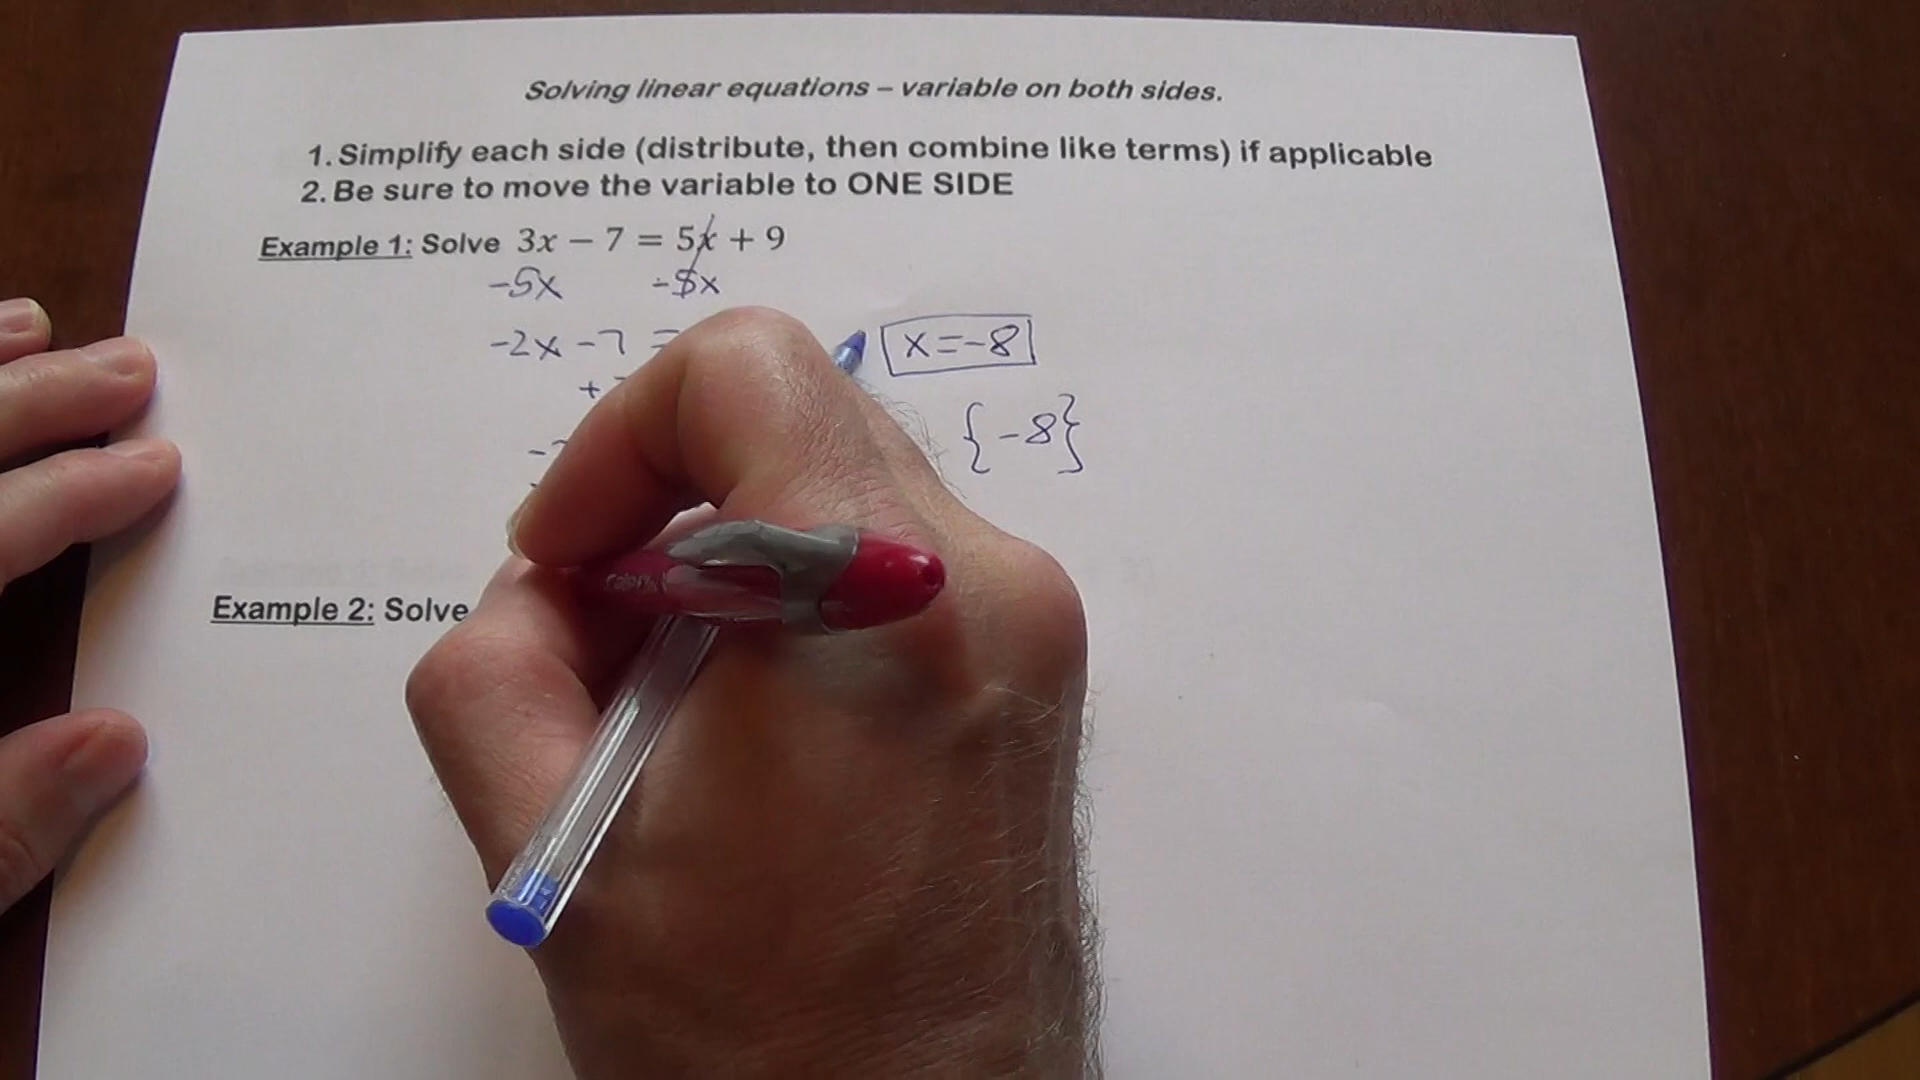 Solving linear equations – variable on both sides.
1. Simplify each side (distribute, then combine like terms) if applicable
2. Be sure to move the variable to ONE SIDE
Example 1: Solve 3x − 7 = 5x + 9
-5x -5x
-2x -7 =
x=-8
+
{-8}
Example 2: Solve